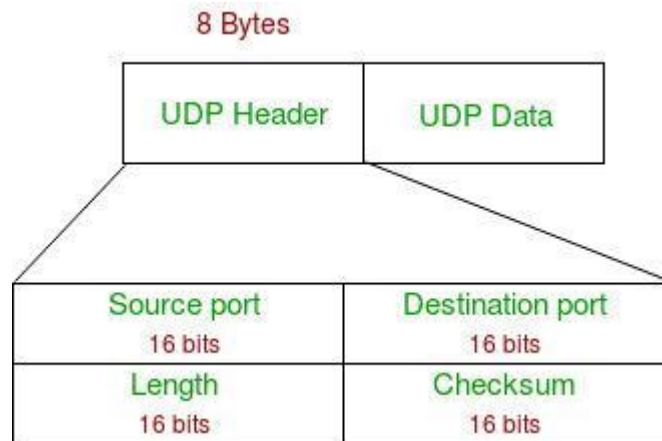 8 Bytes
UDP Header
UDP Data
Source port
16 bits
Destination port
16 bits
Length
16 bits
Checksum
16 bits